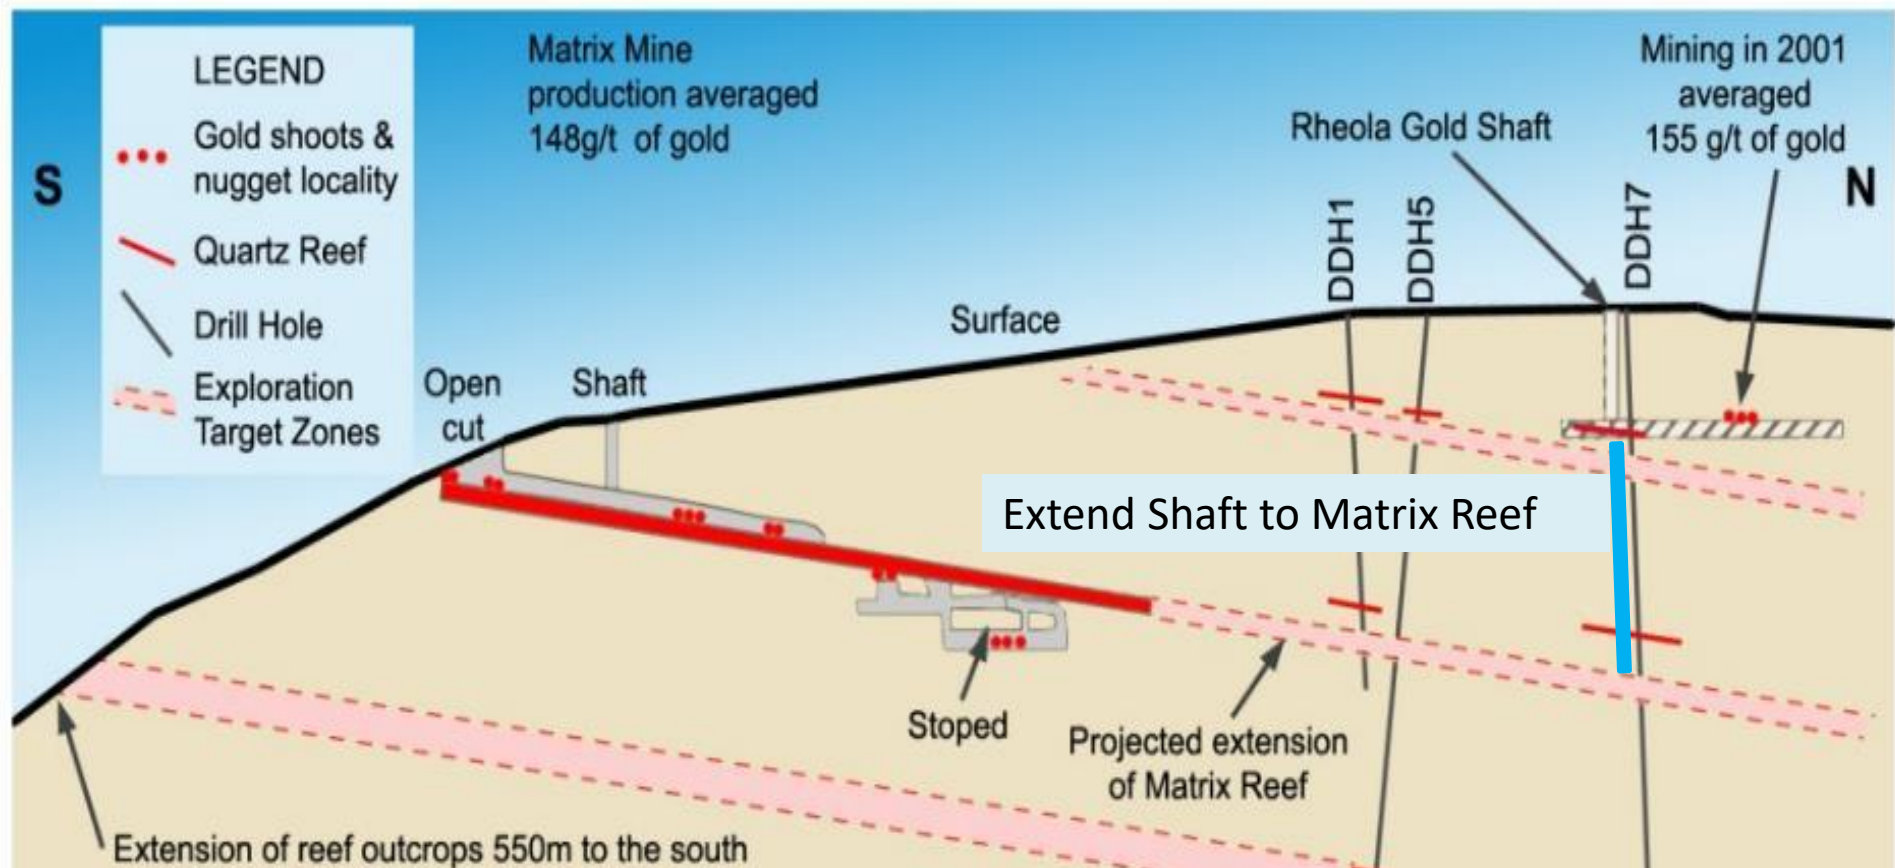 LEGEND
Gold shoots &
nugget locality
Quartz Reef
Drill Hole
Exploration
Target Zones
S
Matrix Mine
production averaged
148g/t of gold
Rheola Gold Shaft
Mining in 2001
averaged
155 g/t of gold
N
DDH1
DDH5
DDH7
Surface
Open
cut
Shaft
Extend Shaft to Matrix Reef
Stoped
Projected extension
of Matrix Reef
Extension of reef outcrops 550m to the south